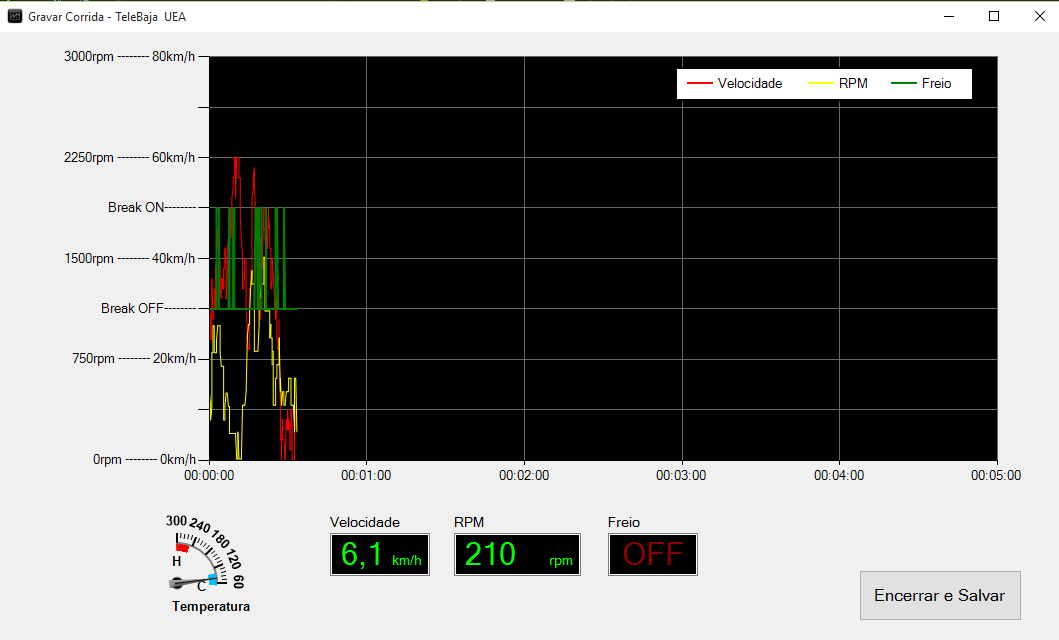 Gravar Corrida - TeleBaja UEA
3000rpm -------- 80km/h
Velocidade RPM Freio
2250rpm -------- 60km/h
Break ON--------
1500rpm -------- 40km/h
Break OFF--------
750rpm -------- 20km/h
0rpm -------- 0km/h
00:00:00 00:01:00 00:02:00 00:03:00 00:04:00 00:05:00
300 240 180 120 60
H
C
Temperatura
Velocidade
6,1 km/h
RPM
210 rpm
Freio
OFF
Encerrar e Salvar